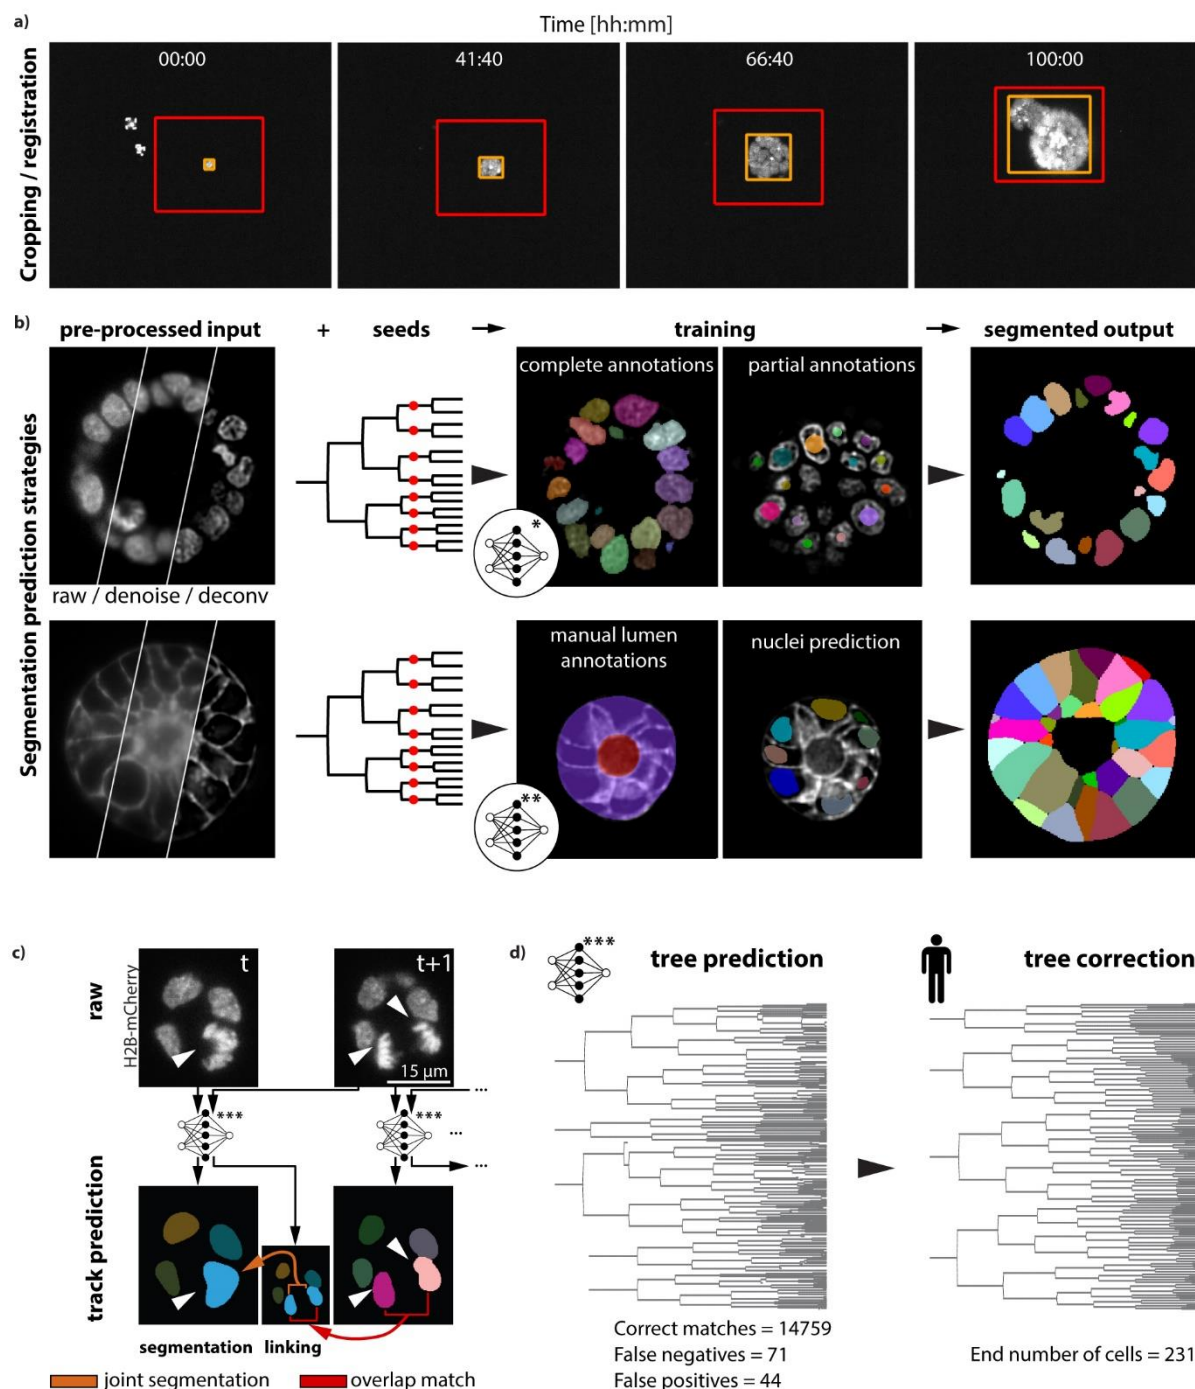 a)
Time [hh:mm]
Cropping / registration
00:00
41:40
66:40
100:00
b)
pre-processed input
+
seeds
training
segmented output
Segmentation prediction strategies
complete annotations
partial annotations
*
raw / denoise / deconv
manual lumen
annotations
nuclei prediction
**
c)
raw
H2B-mCherry
t
t+1
15 µm
...
***
***
...
...
track prediction
segmentation
linking
joint segmentation
overlap match
d)
***
tree prediction
tree correction
Correct matches = 14759
False negatives = 71
False positives = 44
End number of cells = 231